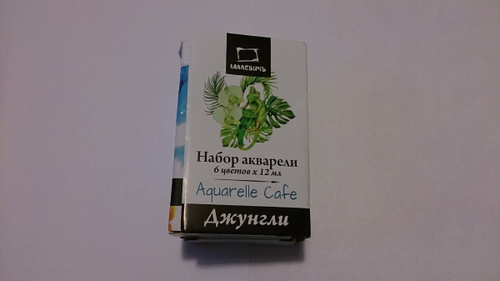 МАЛЕВИЧЪ
Набор акварели
6 цветов х 12 мл
Aquarelle Cafe
Джунгли